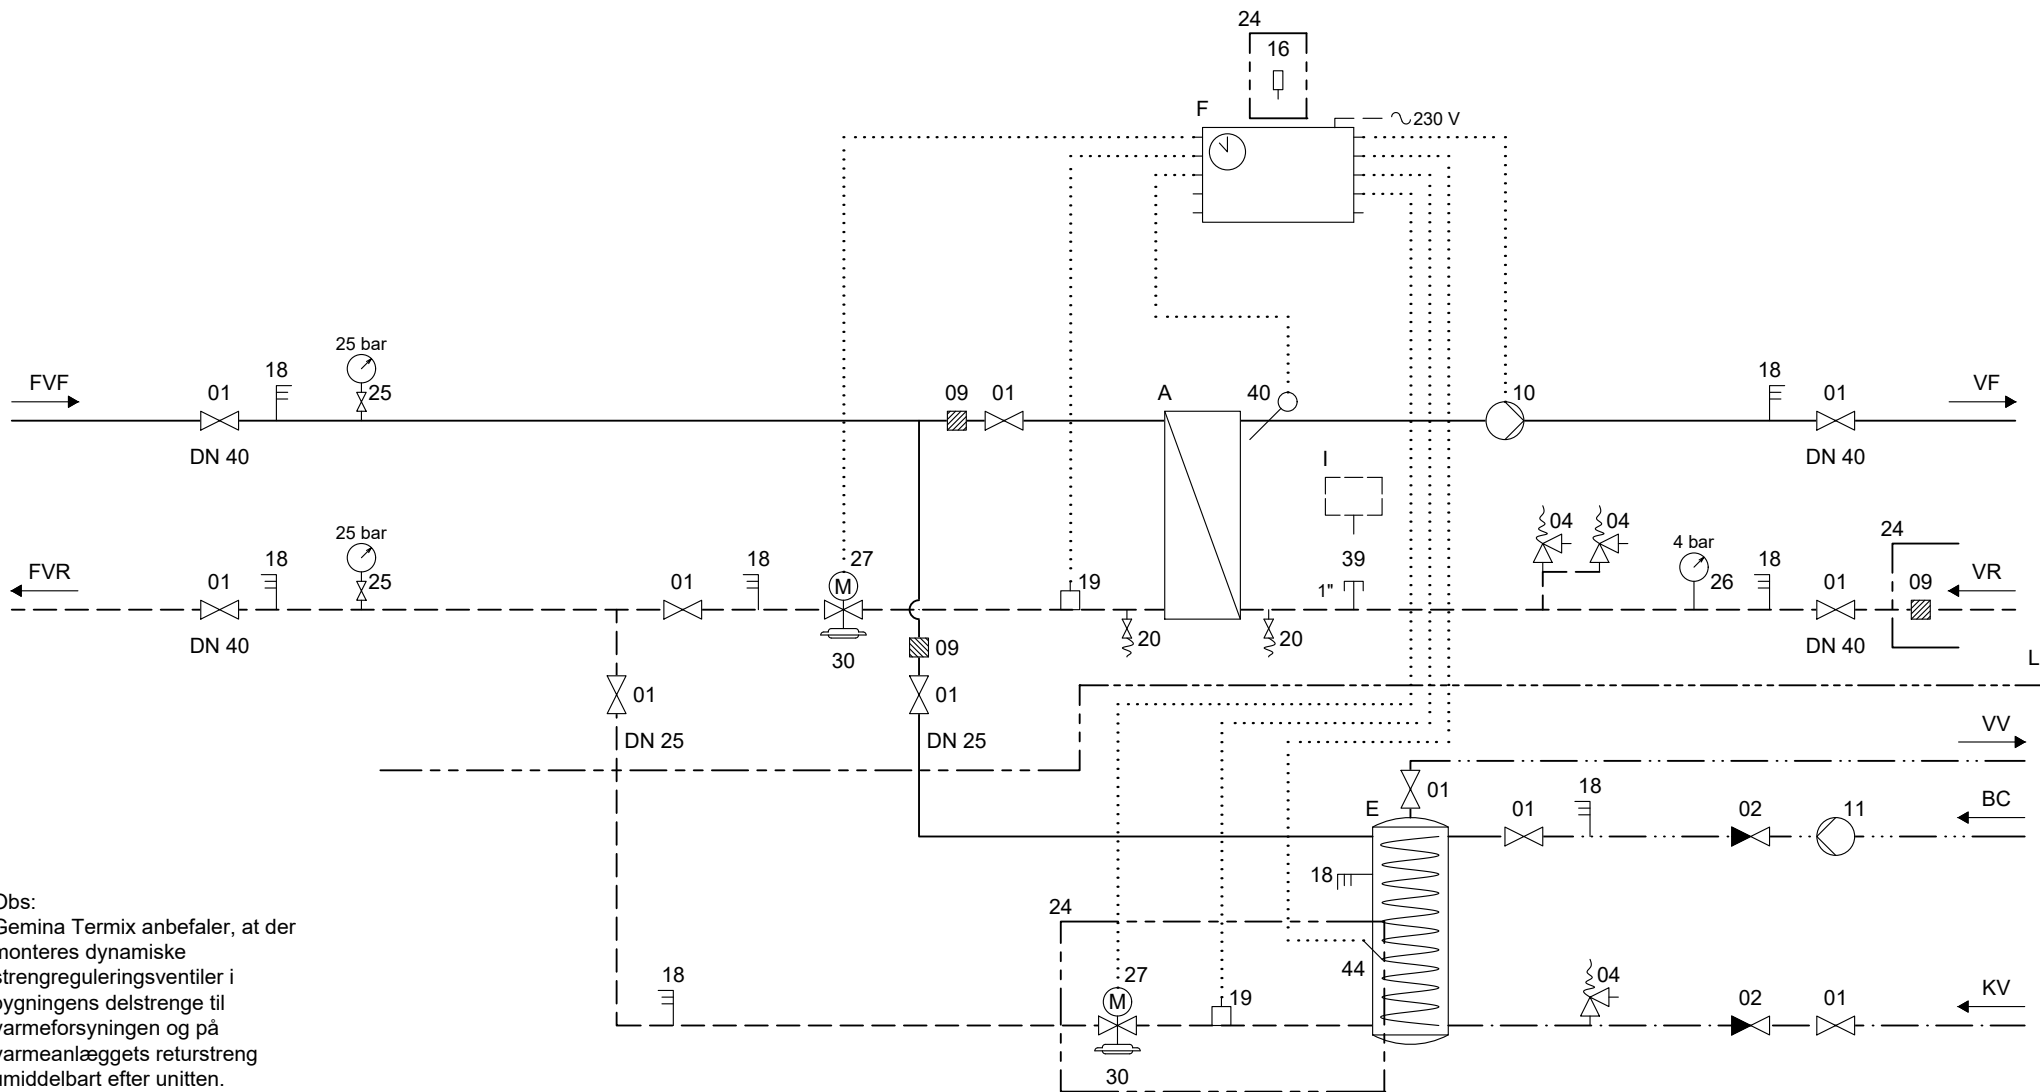 24
16
F
230 V
25 bar
25 bar
4 bar
FVF
01
18
25
09
01
A
40
10
18
01
VF
DN 40
DN 40
I
FVR
01
18
25
01
18
27
M
30
19
20
20
39
1"
04
04
26
18
01
24
09
VR
DN 40
DN 40
09
L
01
01
DN 25
DN 25
VV
01
E
01
18
02
11
BC
18
24
44
18
27
M
30
19
04
02
01
KV
Obs:
Gemina Termix anbefaler, at der
monteres dynamiske
strengreguleringsventiler i
bygningens delstrenge til
varmeforsyningen og på
varmeanlæggets returstreng
umiddelbart efter unitten.